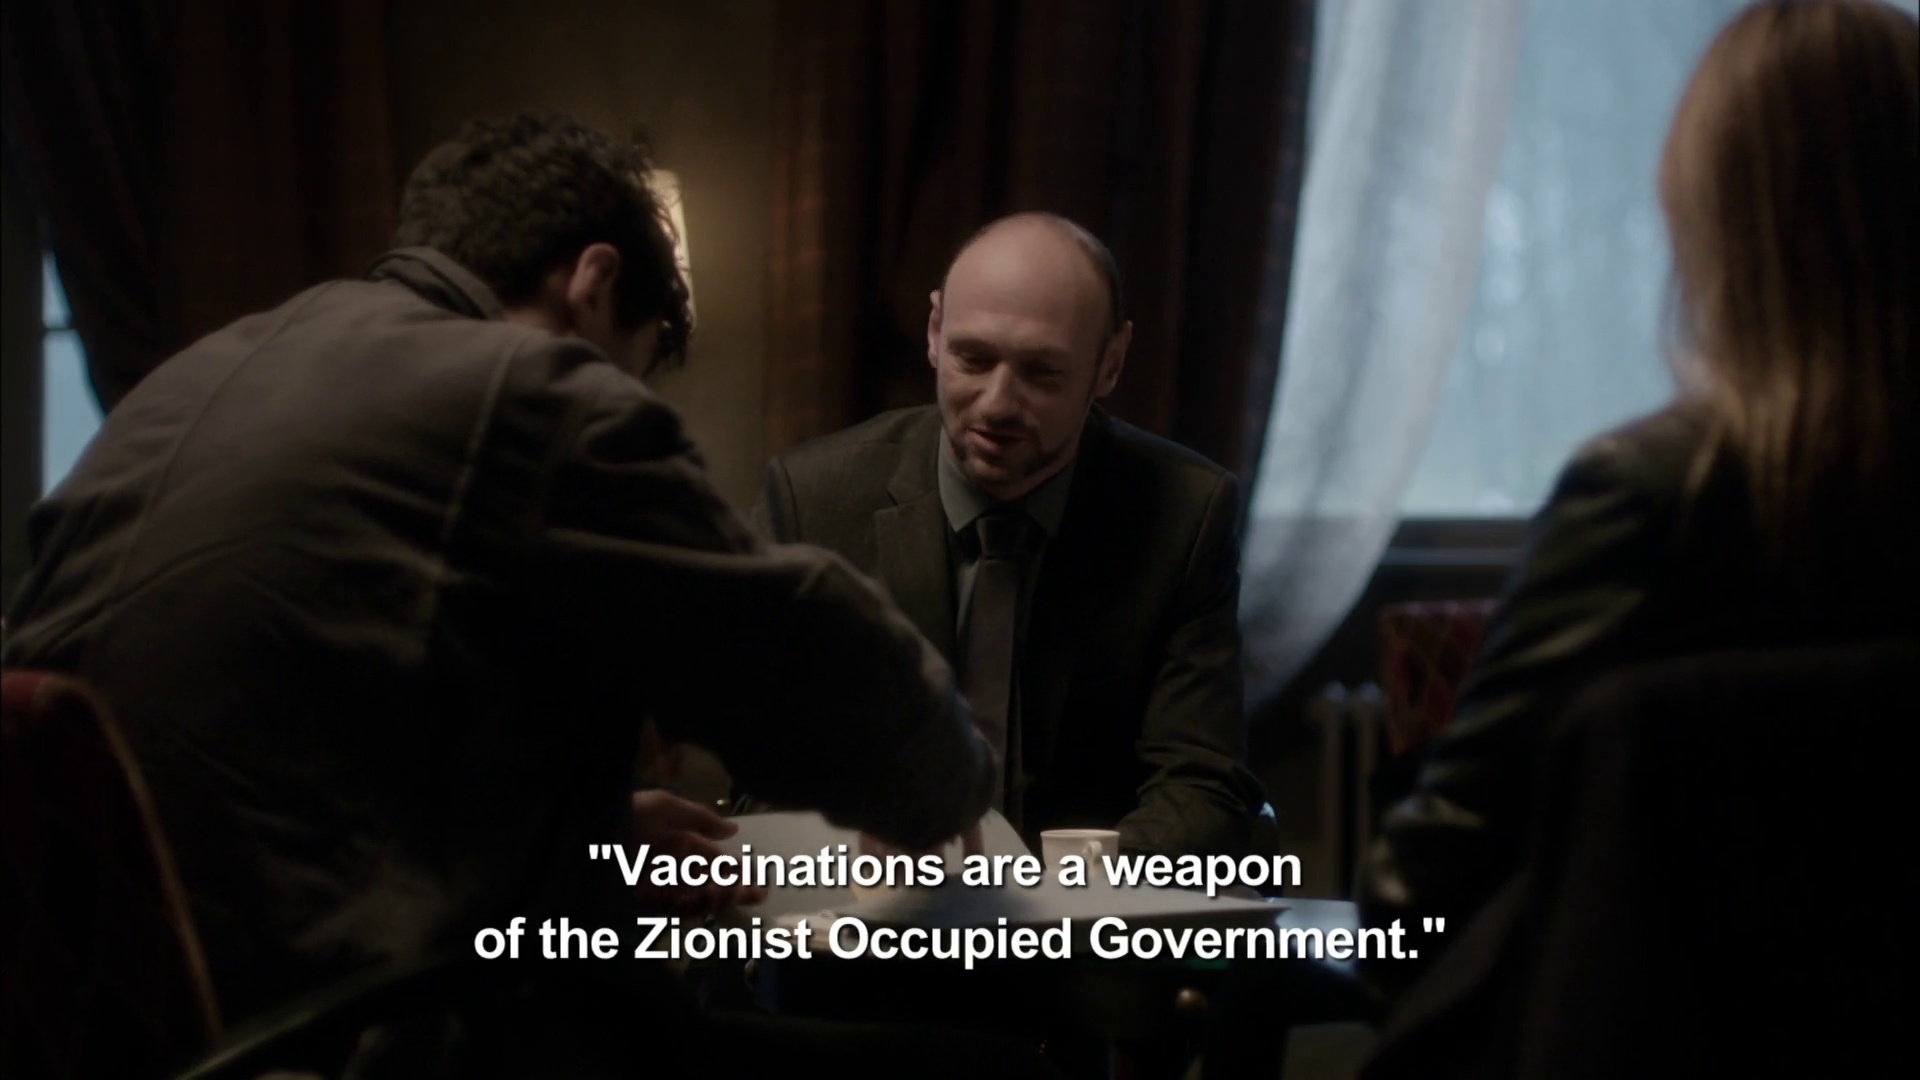 "Vaccinations are a weapon
of the Zionist Occupied Government."